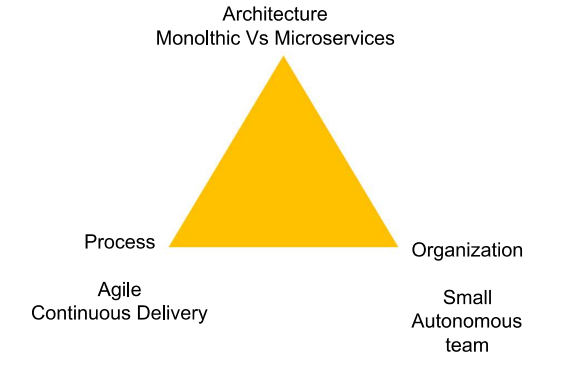 Architecture
Monolthic Vs Microservices
Process
Organization
Agile
Continuous Delivery
Small
Autonomous
team